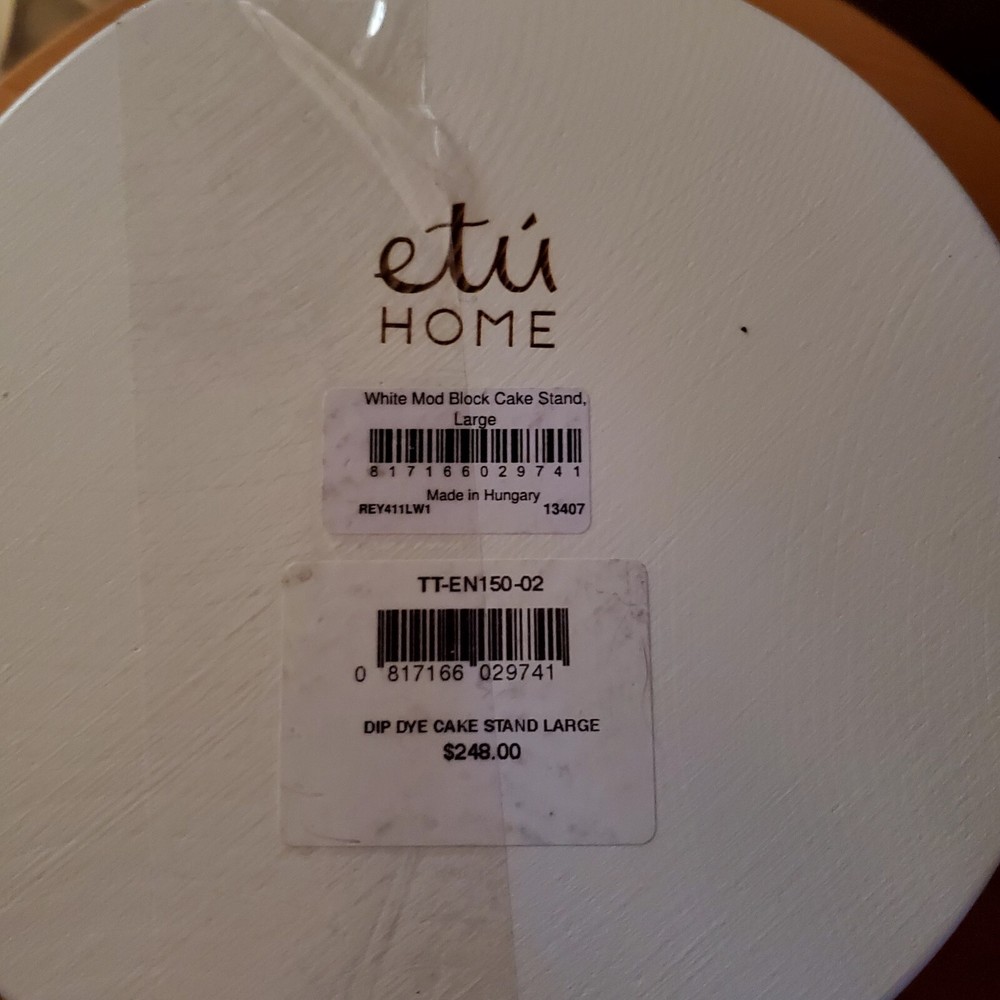 etú
HOME
White Mod Block Cake Stand,
Large
817166029741
Made in Hungary
REY411LW1 13407
TT-EN150-02
0 817166 029741
DIP DYE CAKE STAND LARGE
$248.00